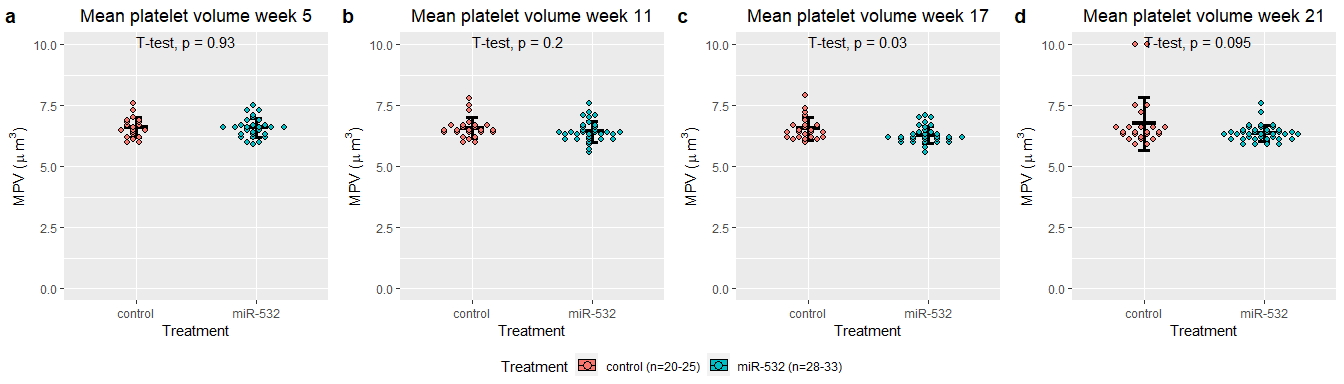 a Mean platelet volume week 5
T-test, p = 0.93
10.0
7.5
5.0
2.5
0.0
MPV (μm³)
control miR-532
Treatment
b Mean platelet volume week 11
T-test, p = 0.2
10.0
7.5
5.0
2.5
0.0
MPV (μm³)
control miR-532
Treatment
c Mean platelet volume week 17
T-test, p = 0.03
10.0
7.5
5.0
2.5
0.0
MPV (μm³)
control miR-532
Treatment
d Mean platelet volume week 21
T-test, p = 0.095
10.0
7.5
5.0
2.5
0.0
MPV (μm³)
control miR-532
Treatment
Treatment control (n=20-25) miR-532 (n=28-33)